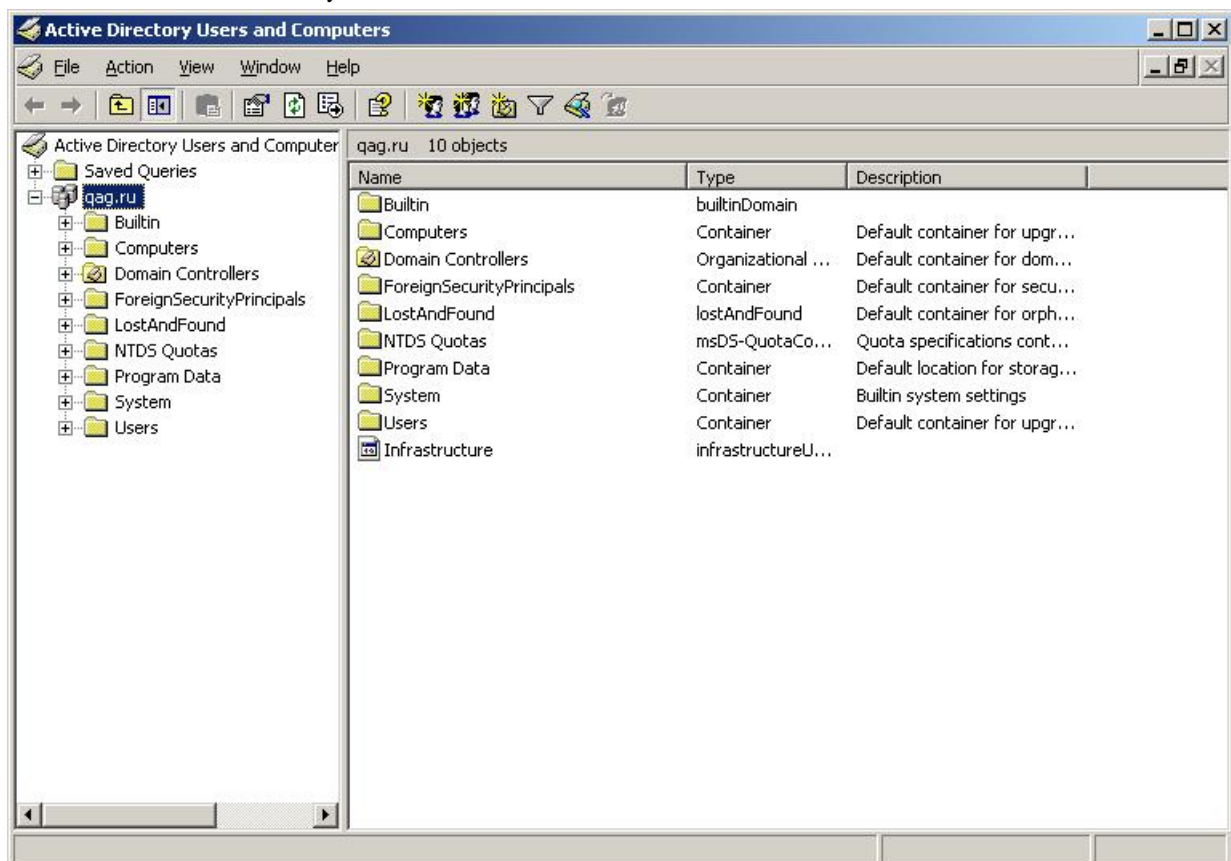 Active Directory Users and Computers
File Action View Window Help
Active Directory Users and Computer
Saved Queries
qag.ru
Builtin
Computers
Domain Controllers
ForeignSecurityPrincipals
LostAndFound
NTDS Quotas
Program Data
System
Users
qag.ru 10 objects
Name Type Description
Builtin builtinDomain
Computers Container Default container for upgr...
Domain Controllers Organizational ... Default container for dom...
ForeignSecurityPrincipals Container Default container for secu...
LostAndFound lostAndFound Default container for orph...
NTDS Quotas msDS-QuotaCo... Quota specifications cont...
Program Data Container Default location for storag...
System Container Builtin system settings
Users Container Default container for upgr...
Infrastructure infrastructureU...